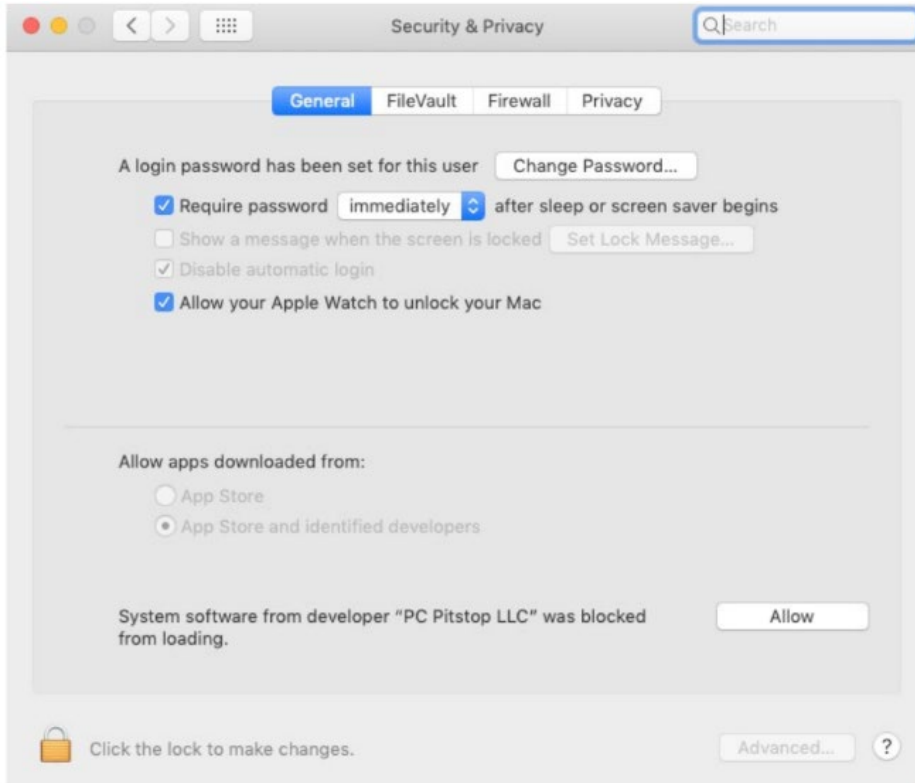 Security & Privacy
Search
General FileVault Firewall Privacy
A login password has been set for this user Change Password...
Require password immediately after sleep or screen saver begins
Show a message when the screen is locked Set Lock Message...
Disable automatic login
Allow your Apple Watch to unlock your Mac
Allow apps downloaded from:
App Store
App Store and identified developers
System software from developer “PC Pitstop LLC” was blocked
from loading.
Allow
Click the lock to make changes.
Advanced...
?